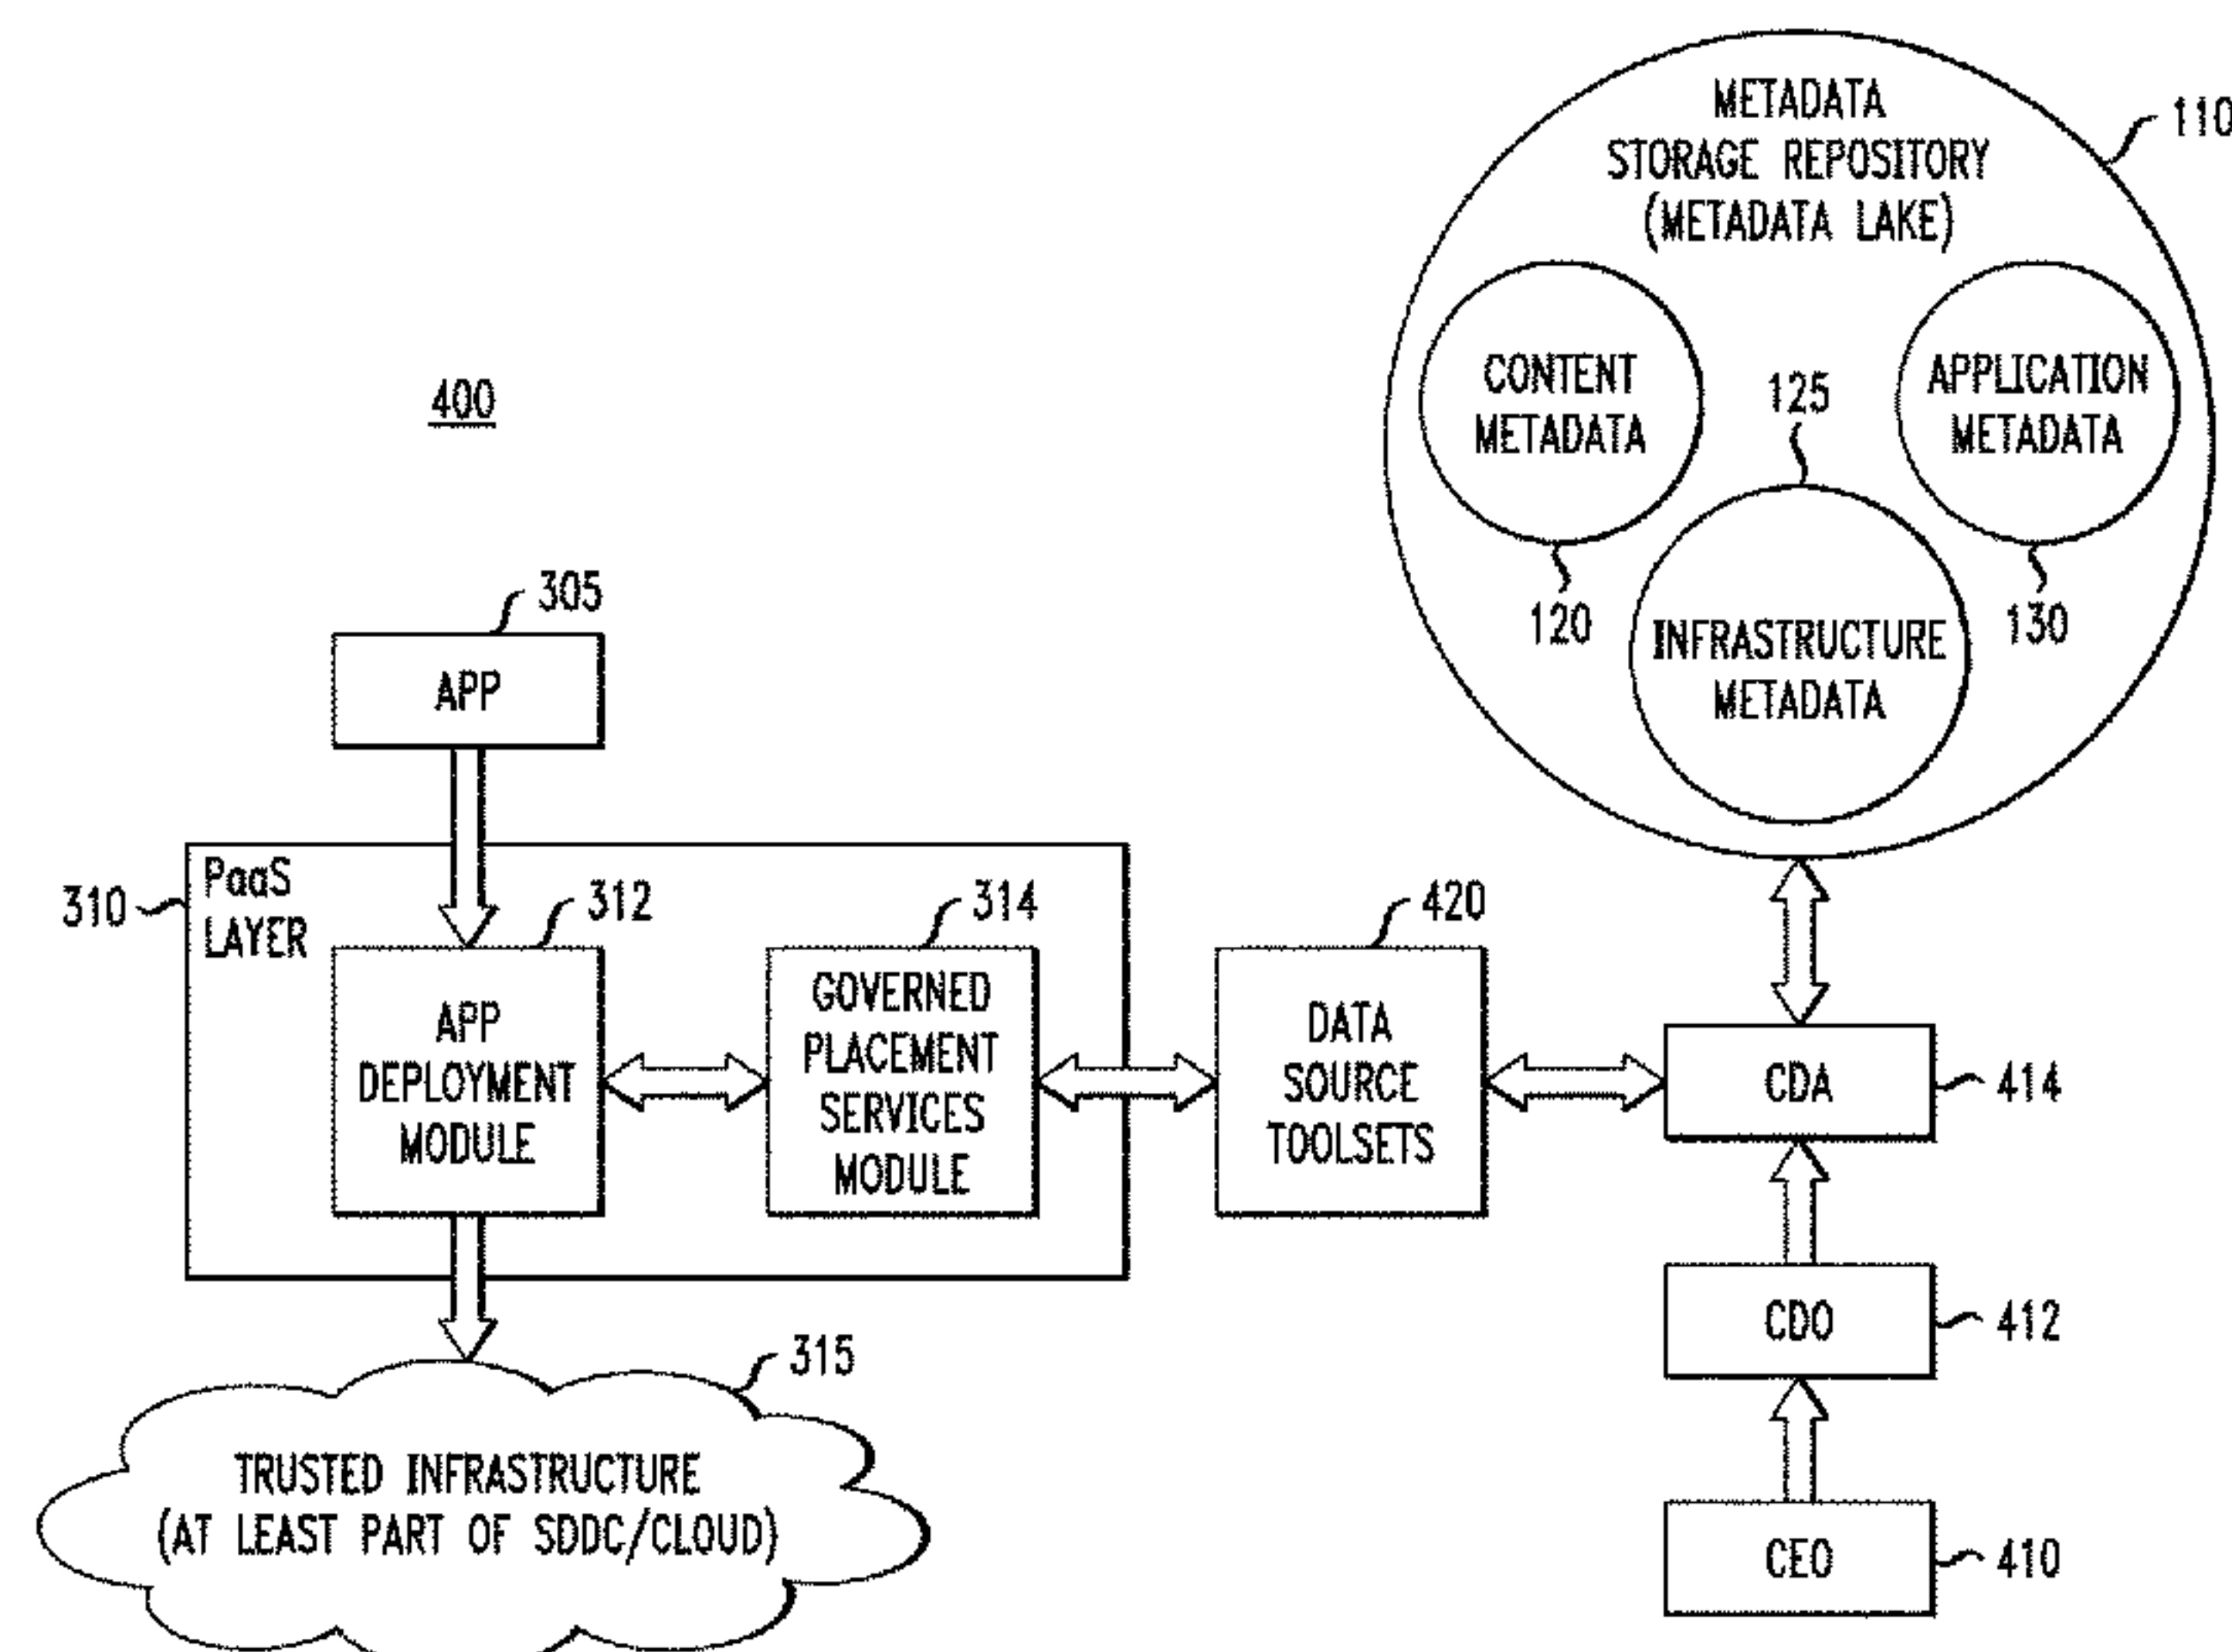 METADATA
STORAGE REPOSITORY
(METADATA LAKE)
110
CONTENT
METADATA
120
125
INFRASTRUCTURE
METADATA
APPLICATION
METADATA
130
400
305
APP
310
PaaS
LAYER
312
APP
DEPLOYMENT
MODULE
314
GOVERNED
PLACEMENT
SERVICES
MODULE
420
DATA
SOURCE
TOOLSETS
CDA
414
CDO
412
CEO
410
315
TRUSTED INFRASTRUCTURE
(AT LEAST PART OF SDDC/CLOUD)